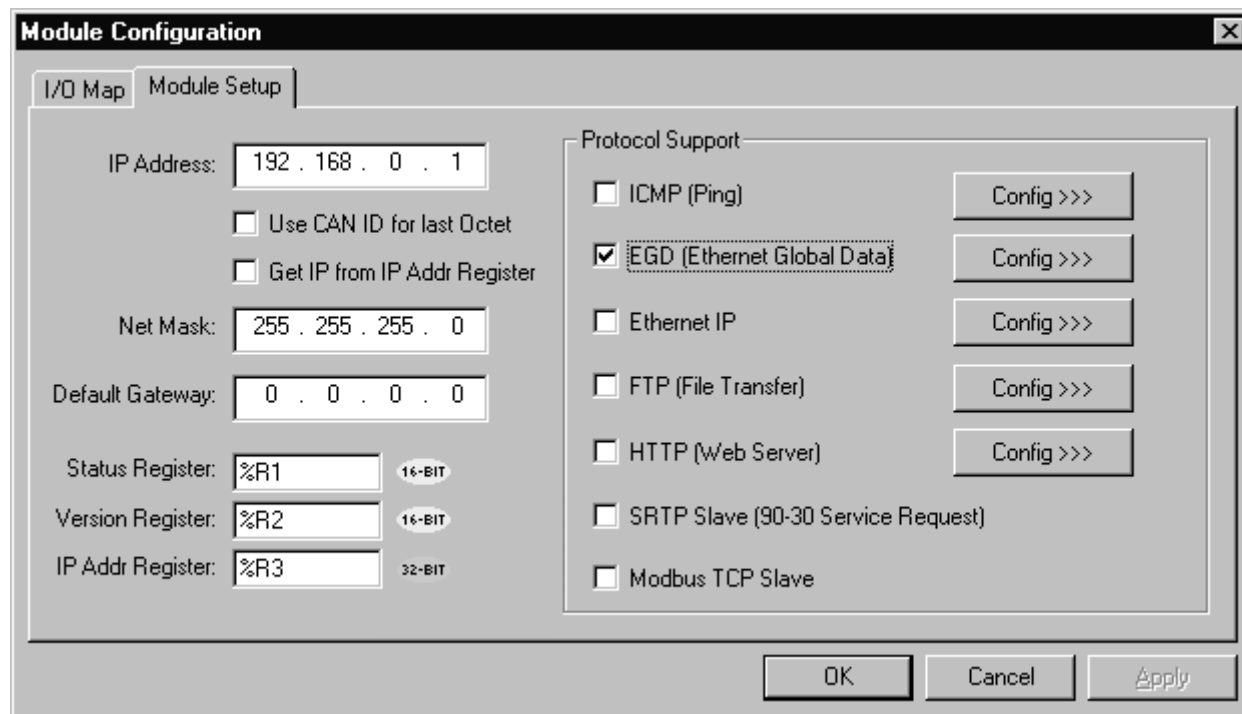 Module Configuration
I/O Map
Module Setup
IP Address: 192 . 168 . 0 . 1
Use CAN ID for last Octet
Get IP from IP Addr Register
Net Mask: 255 . 255 . 255 . 0
Default Gateway: 0 . 0 . 0 . 0
Status Register: %R1 16-BIT
Version Register: %R2 16-BIT
IP Addr Register: %R3 32-BIT
Protocol Support
ICMP (Ping) Config >>>
EGD (Ethernet Global Data) Config >>>
Ethernet IP Config >>>
FTP (File Transfer) Config >>>
HTTP (Web Server) Config >>>
SRTP Slave (90-30 Service Request)
Modbus TCP Slave
OK
Cancel
Apply